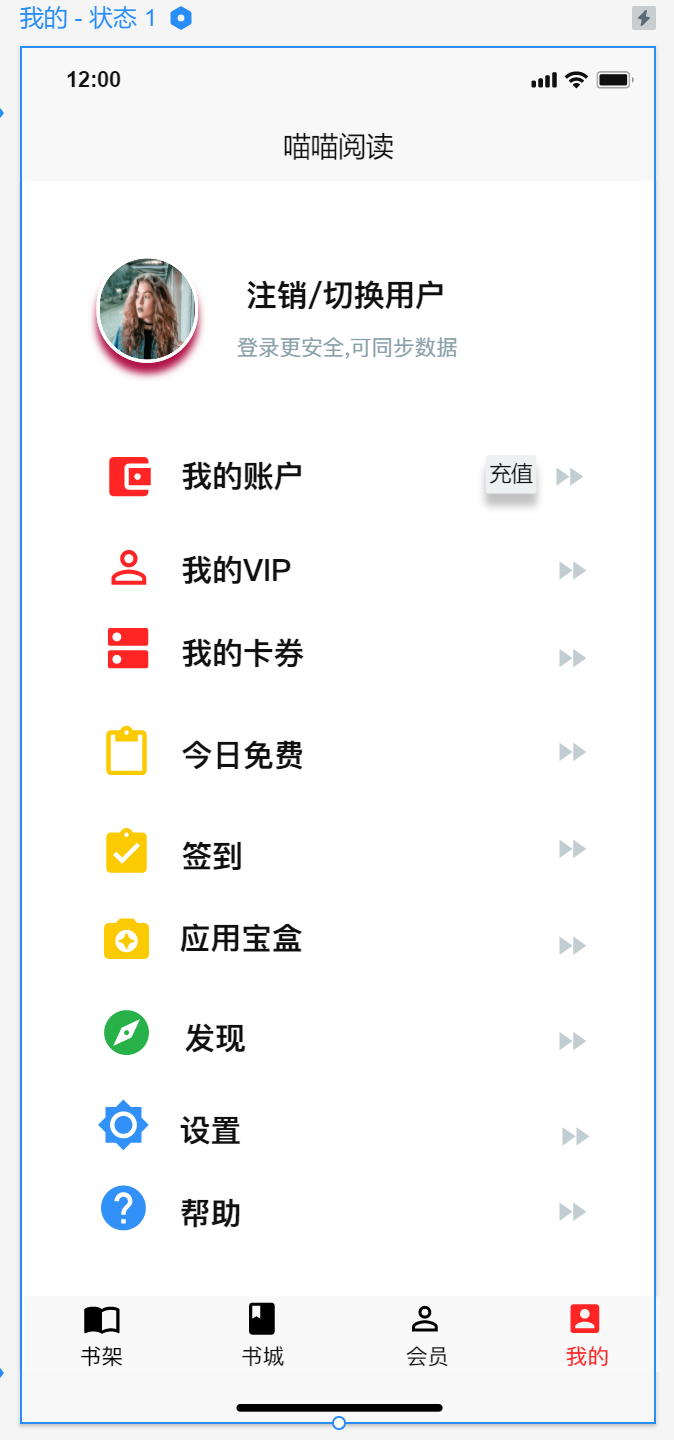 我的 - 状态 1
12:00
喵喵阅读
注销/切换用户
登录更安全,可同步数据
我的账户 充值
我的VIP
我的卡券
今日免费
签到
应用宝盒
发现
设置
帮助
书架 书城 会员 我的